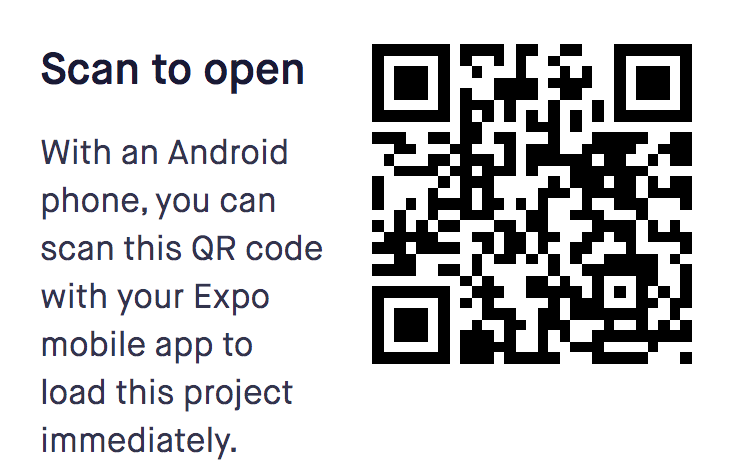 Scan to open
With an Android
phone, you can
scan this QR code
with your Expo
mobile app to
load this project
immediately.